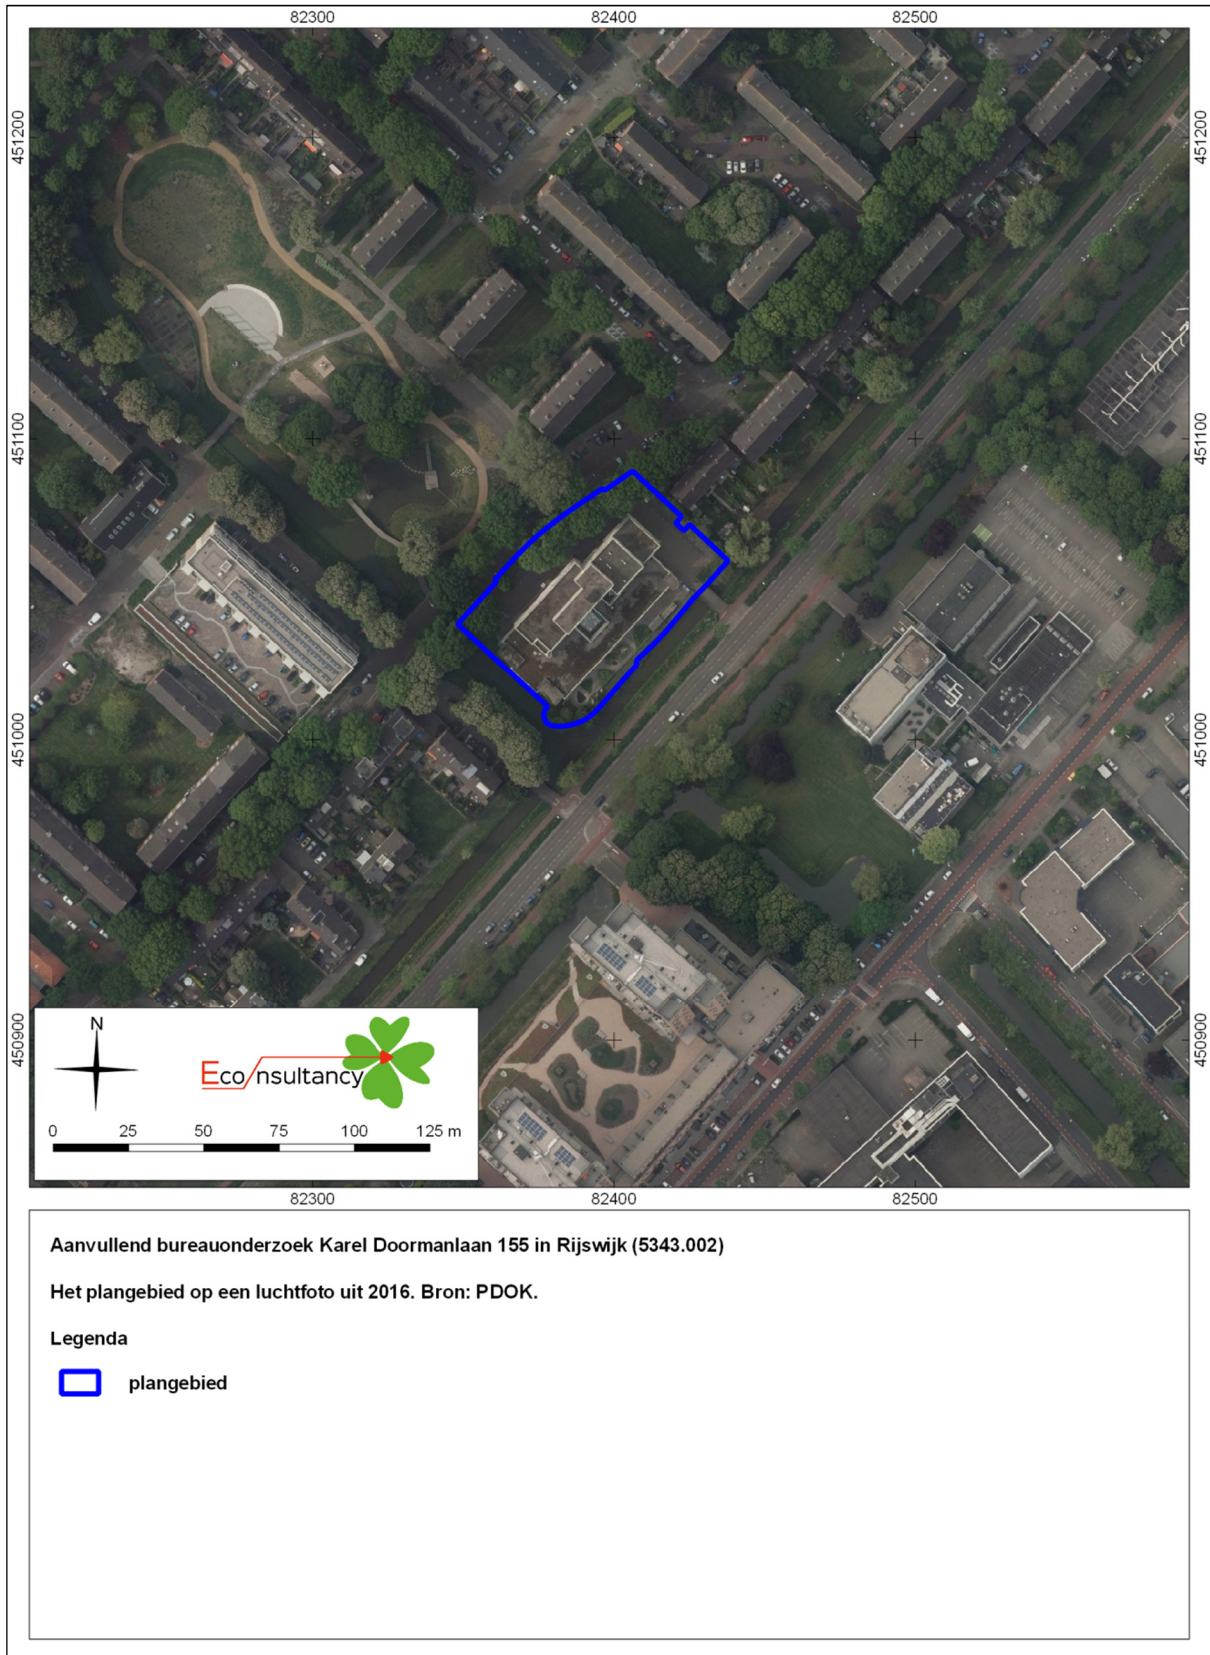 82300 82400 82500
451200 451200
451100 451100
451000 451000
450900 450900
N
Econsultancy
0 25 50 75 100 125 m
82300 82400 82500
Aanvullend bureauonderzoek Karel Doormanlaan 155 in Rijswijk (5343.002)
Het plangebied op een luchtfoto uit 2016. Bron: PDOK.
Legenda
plangebied